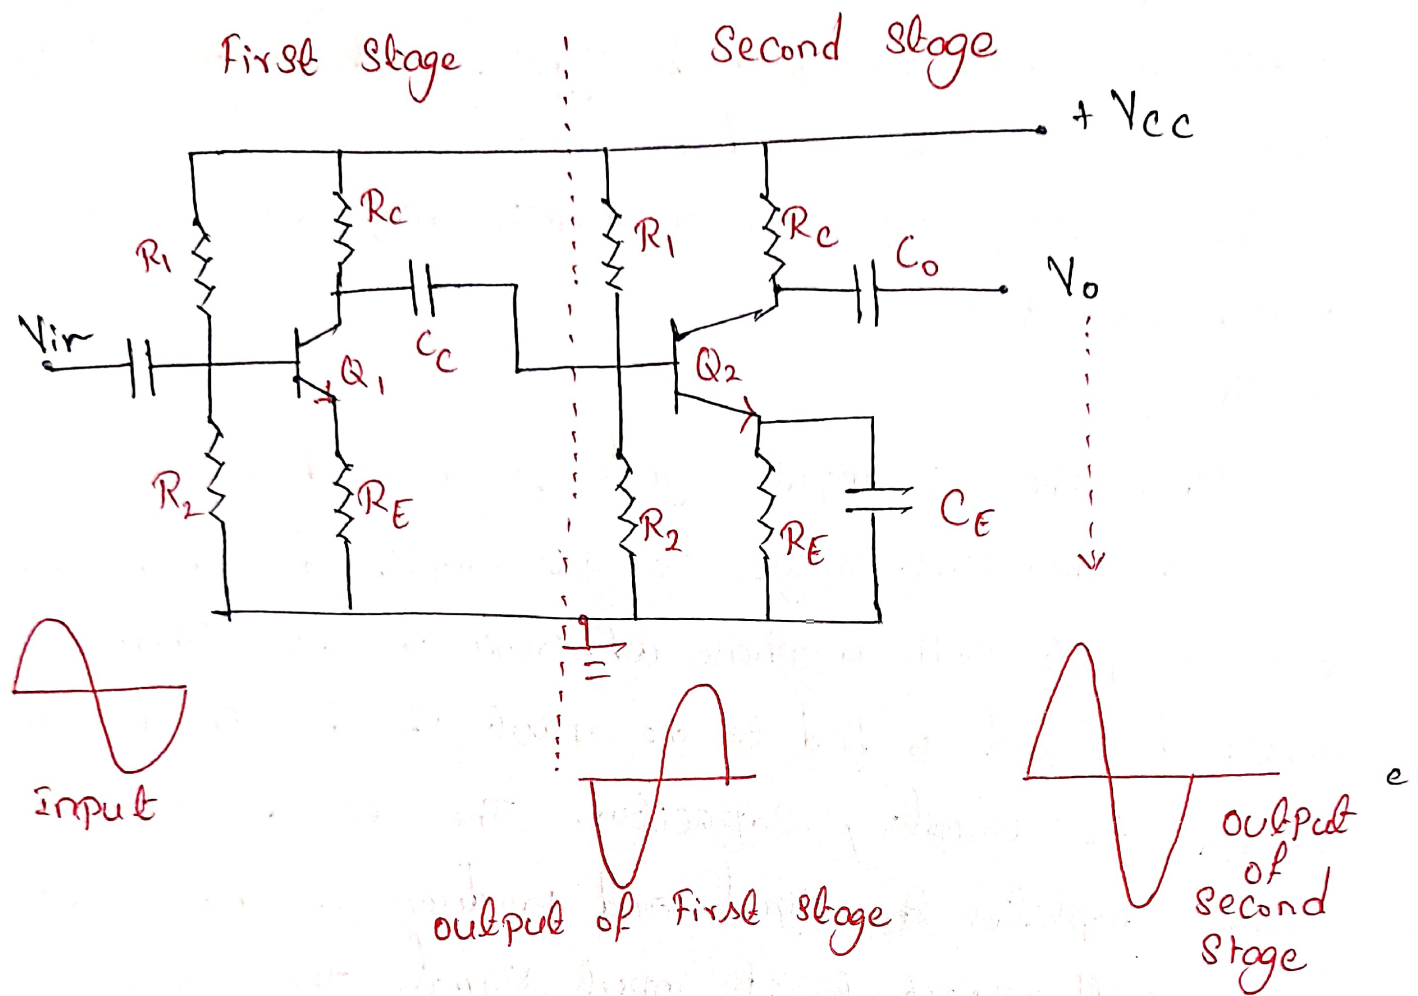 First stage
Second stage
+ Vcc
Rc
R1
R1
Rc
Co
Vo
Vin
Cc
Q1
Q2
R2
RE
R2
RE
CE
Input
output
of
second
stage
output of First stage
e